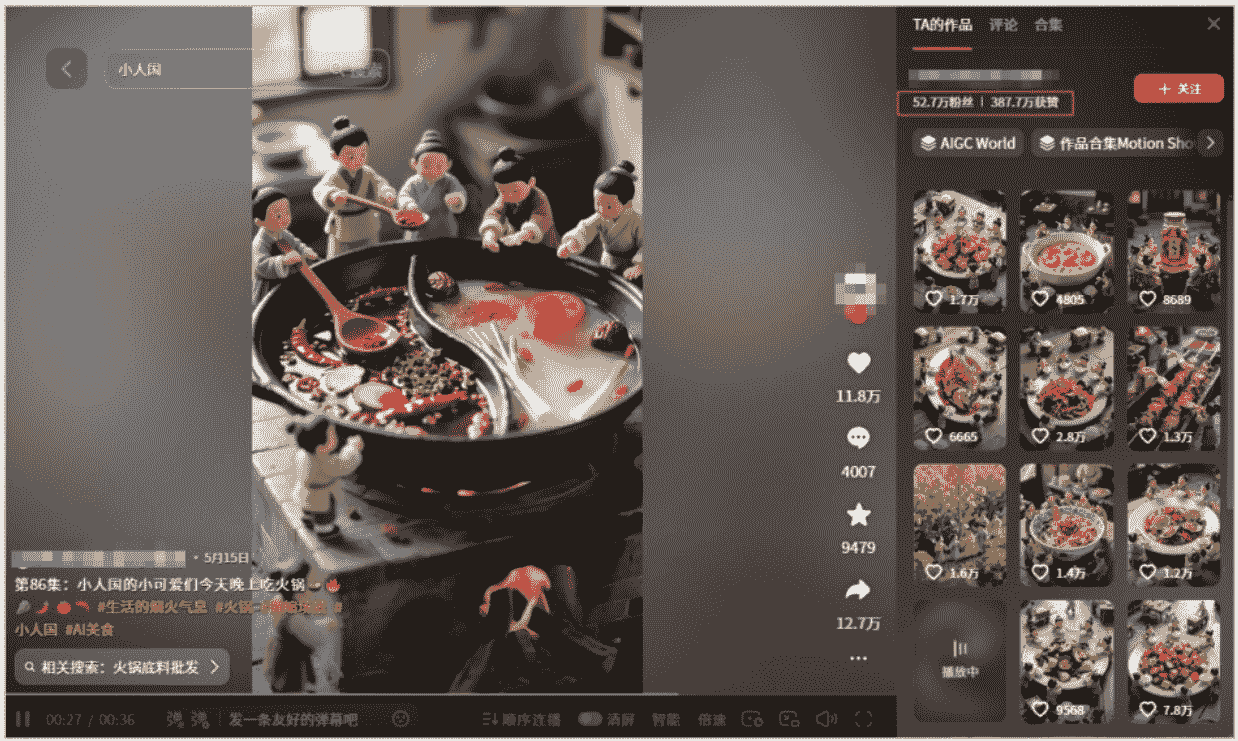 小人国
TA的作品 评论 合集
52.7万粉丝 | 387.7万获赞
+ 关注
AIGC World
作品合集Motion Sho
1.7万
4805
8689
6665
2.8万
1.3万
1.6万
1.4万
1.2万
播放中
9568
7.8万
11.8万
4007
9479
12.7万
· 5月15日
第86集：小人国的小可爱们今天晚上吃火锅
#生活的烟火气息 #火锅
小人国 #AI美食
相关搜索：火锅底料批发
00:27 / 00:36
弹 弹 发一条友好的弹幕吧
顺序连播 清屏 智能 倍速